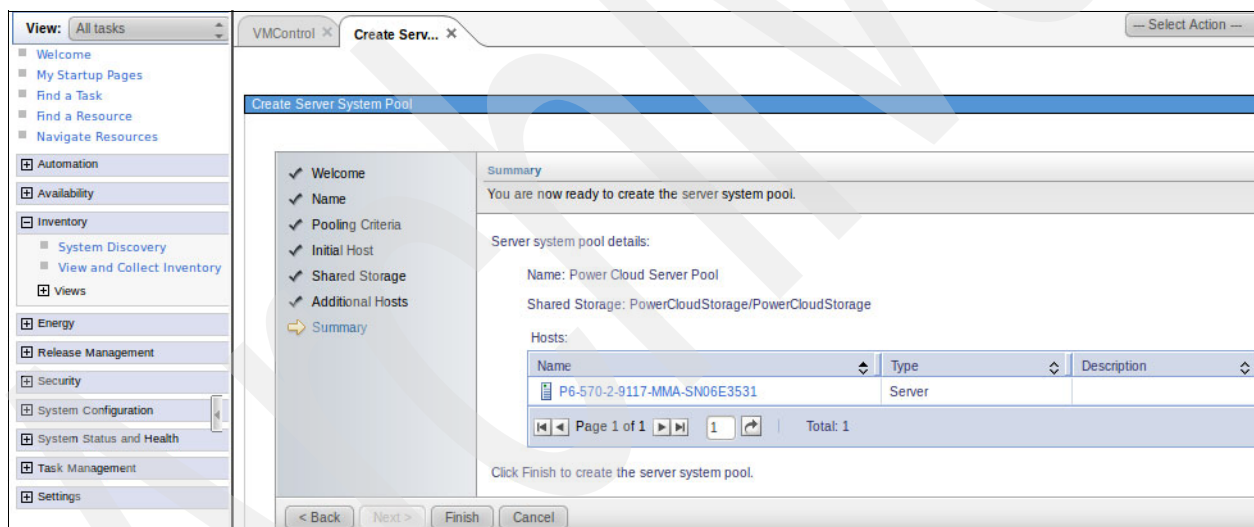 View: All tasks
Welcome
My Startup Pages
Find a Task
Find a Resource
Navigate Resources
Automation
Availability
Inventory
System Discovery
View and Collect Inventory
Views
Energy
Release Management
Security
System Configuration
System Status and Health
Task Management
Settings
VMControl
Create Serv...
--- Select Action ---
Create Server System Pool
Welcome
Name
Pooling Criteria
Initial Host
Shared Storage
Additional Hosts
Summary
Summary
You are now ready to create the server system pool.
Server system pool details:
Name: Power Cloud Server Pool
Shared Storage: PowerCloudStorage/PowerCloudStorage
Hosts:
Name Type Description
P6-570-2-9117-MMA-SN06E3531 Server
Page 1 of 1 1 Total: 1
Click Finish to create the server system pool.
< Back Next > Finish Cancel